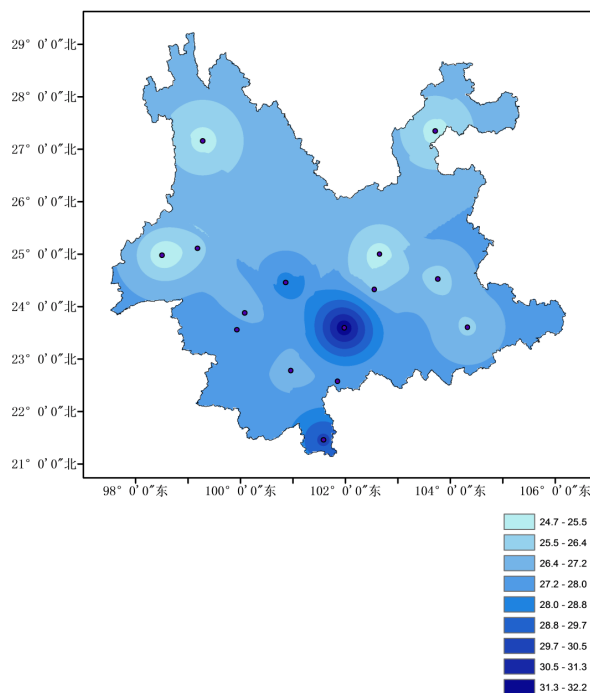 29° 0'0"北
28° 0'0"北
27° 0'0"北
26° 0'0"北
25° 0'0"北
24° 0'0"北
23° 0'0"北
22° 0'0"北
21° 0'0"北
98° 0'0"东 100° 0'0"东 102° 0'0"东 104° 0'0"东 106° 0'0"东
24.7 - 25.5
25.5 - 26.4
26.4 - 27.2
27.2 - 28.0
28.0 - 28.8
28.8 - 29.7
29.7 - 30.5
30.5 - 31.3
31.3 - 32.2